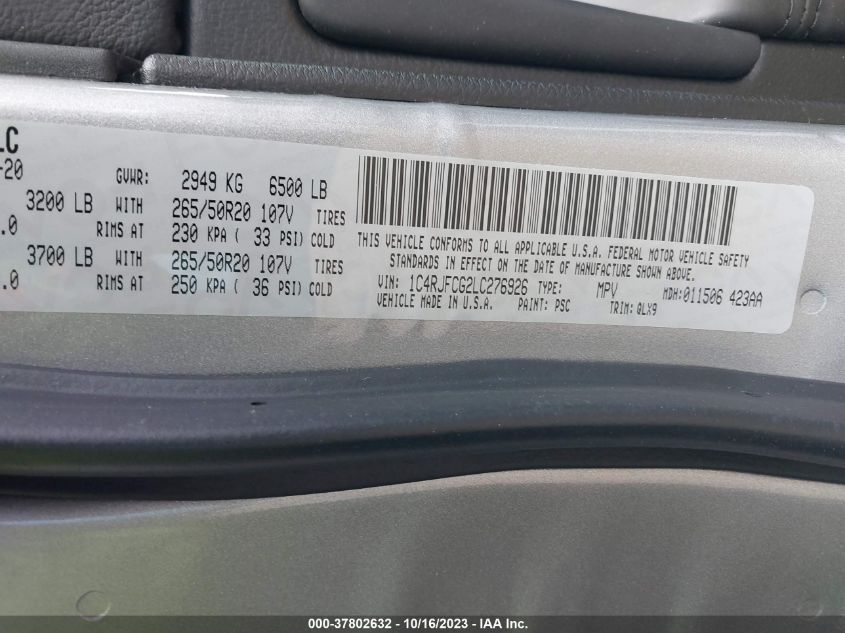 LC
-20
GVWR: 2949 KG 6500 LB
3200 LB WITH 265/50R20 107V TIRES
.0 RIMS AT 230 KPA ( 33 PSI) COLD
3700 LB WITH 265/50R20 107V TIRES
.0 RIMS AT 250 KPA ( 36 PSI) COLD
THIS VEHICLE CONFORMS TO ALL APPLICABLE U.S.A. FEDERAL MOTOR VEHICLE SAFETY
STANDARDS IN EFFECT ON THE DATE OF MANUFACTURE SHOWN ABOVE.
VIN: 1C4RJFCG2LC276926 TYPE: MPV MDH:011506 423AA
VEHICLE MADE IN U.S.A. PAINT: PSC TRIM: QLX9
000-37802632 - 10/16/2023 - IAAI Inc.